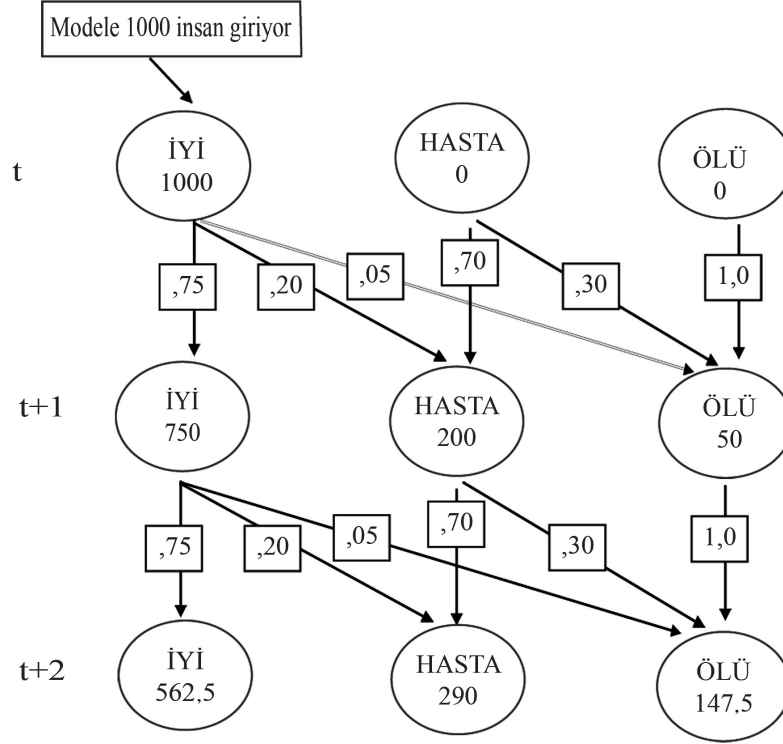 Modele 1000 insan giriyor
t
İYİ
1000
HASTA
0
ÖLÜ
0
,75
,20
,05
,70
,30
1,0
t+1
İYİ
750
HASTA
200
ÖLÜ
50
,75
,20
,05
,70
,30
1,0
t+2
İYİ
562,5
HASTA
290
ÖLÜ
147,5